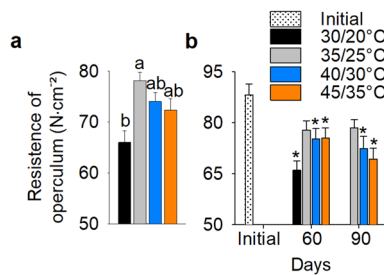 Initial
30/20°C
35/25°C
40/30°C
45/35°C
a
b
Resistence of
operculum (N·cm⁻²)
80
70
60
50
b
a
ab
ab
95
80
65
50
*
*
*
*
*
Initial
60
90
Days